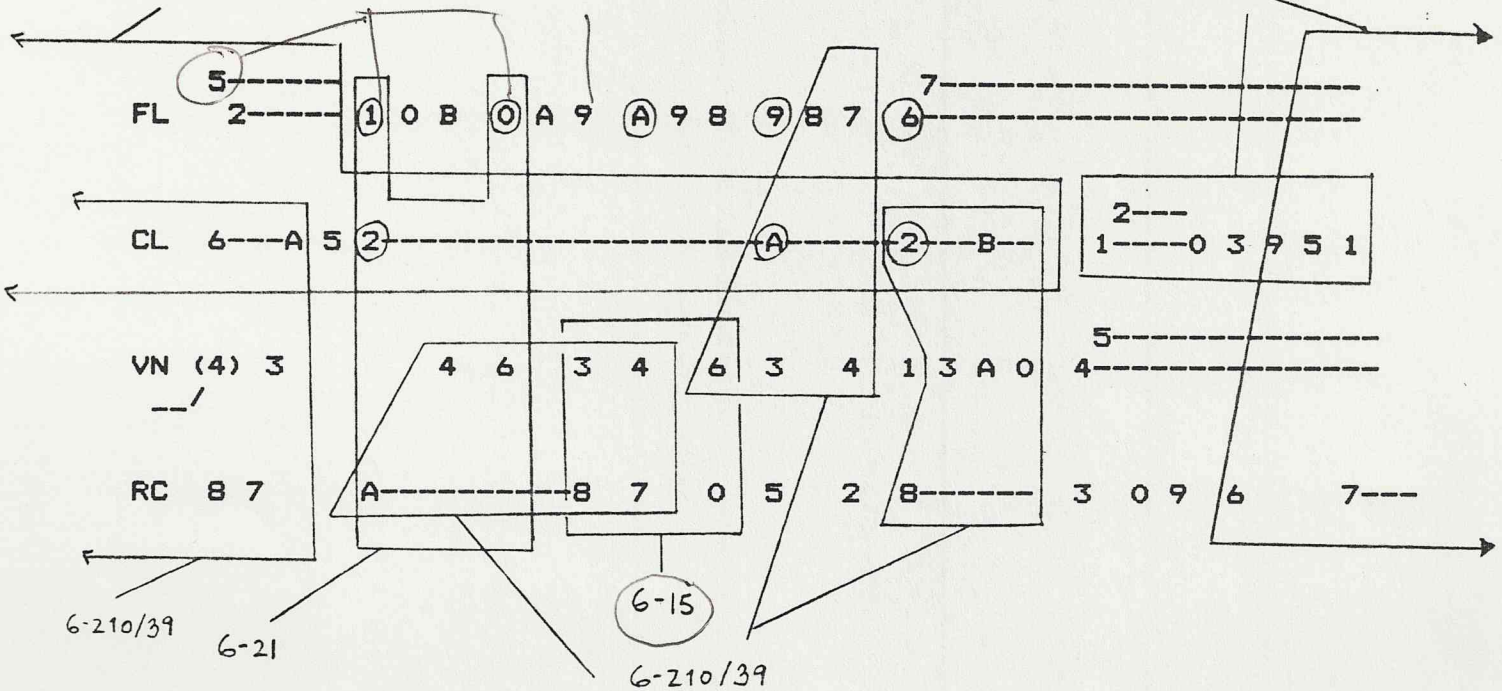 5------ 7----------------------------
FL 2----- 1 0 B 0 A 9 A 9 8 9 8 7 6----------------------------
2---
CL 6---A 5 2-----------------------A------2---B--- 1----0 3 9 5 1
5-----------------
VN (4) 3 4 6 3 4 6 3 4 1 3 A 0 4------------------
__/
RC 8 7 A-----------8 7 0 5 2 8------ 3 0 9 6 7---
6-15
6-210/39
6-21
6-210/39